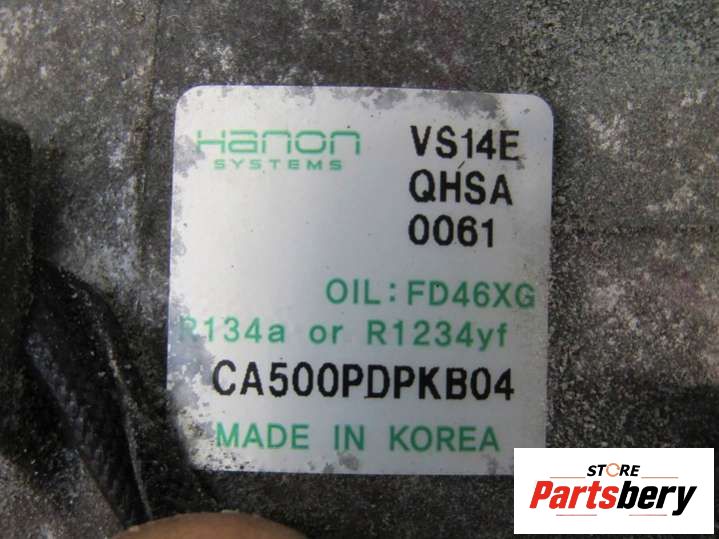 Hanon
SYSTEMS
VS14E
QHSA
0061
OIL: FD46XG
R134a or R1234yf
CA500PDPKB04
MADE IN KOREA
STORE
Partsbery